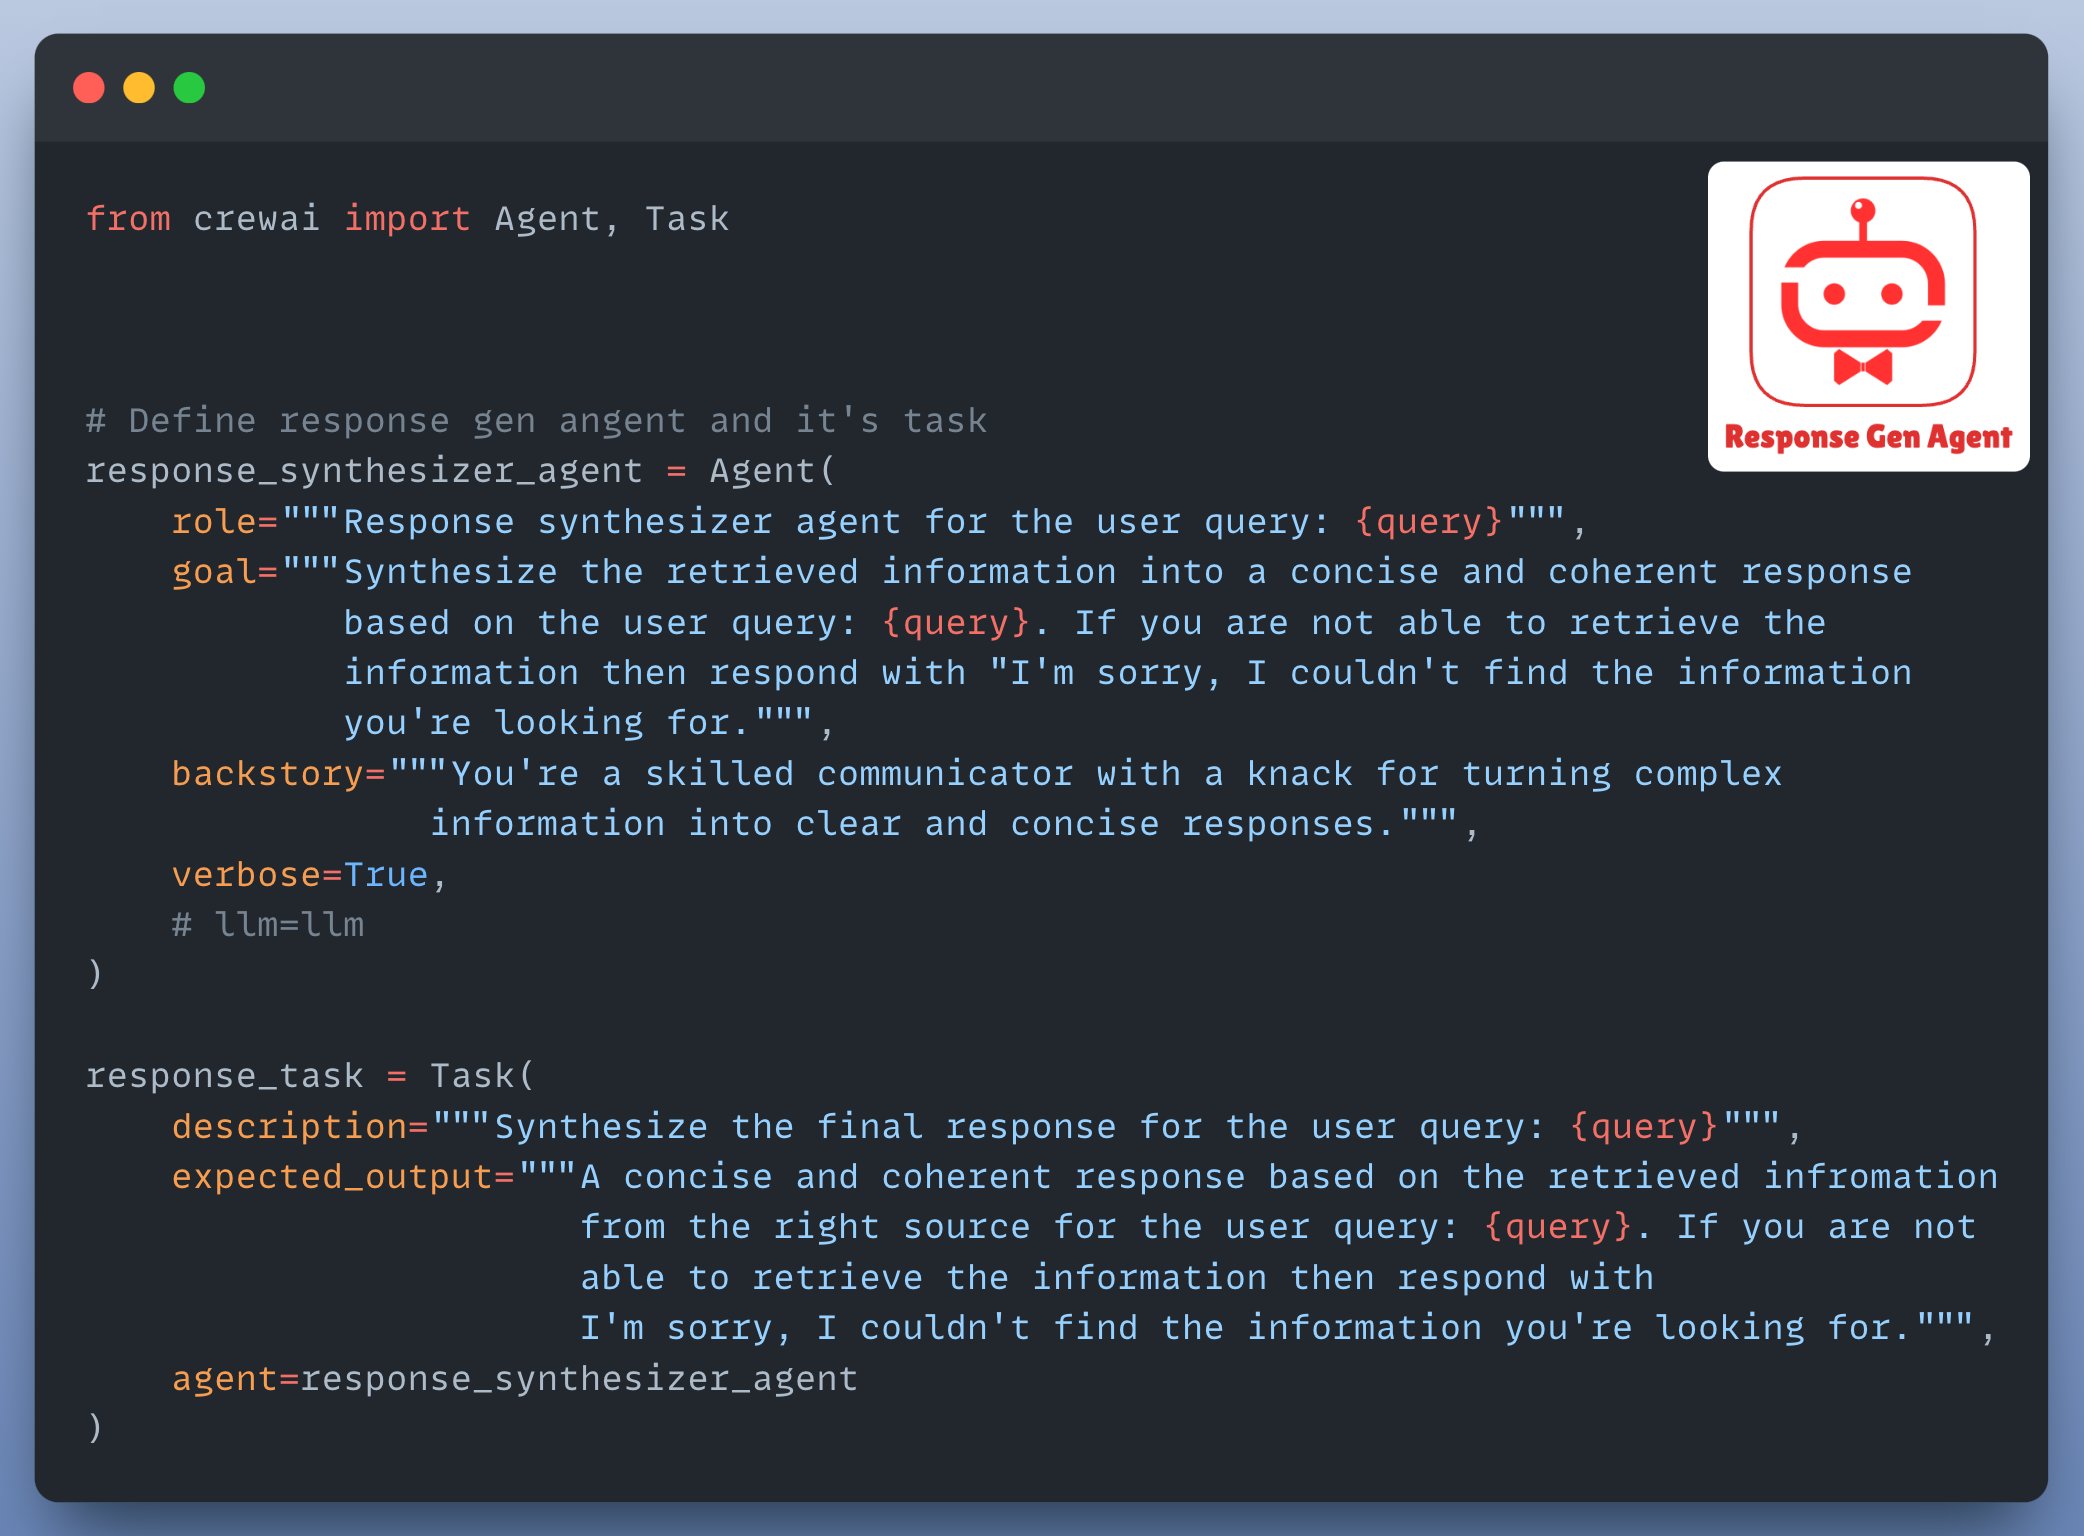 from crewai import Agent, Task
Response Gen Agent
# Define response gen angent and it's task
response_synthesizer_agent = Agent(
    role="""Response synthesizer agent for the user query: {query}""",
    goal="""Synthesize the retrieved information into a concise and coherent response
            based on the user query: {query}. If you are not able to retrieve the
            information then respond with "I'm sorry, I couldn't find the information
            you're looking for.""",
    backstory="""You're a skilled communicator with a knack for turning complex
                information into clear and concise responses.""",
    verbose=True,
    # llm=llm
)
response_task = Task(
    description="""Synthesize the final response for the user query: {query}""",
    expected_output="""A concise and coherent response based on the retrieved infromation
                       from the right source for the user query: {query}. If you are not
                       able to retrieve the information then respond with
                       I'm sorry, I couldn't find the information you're looking for.""",
    agent=response_synthesizer_agent
)